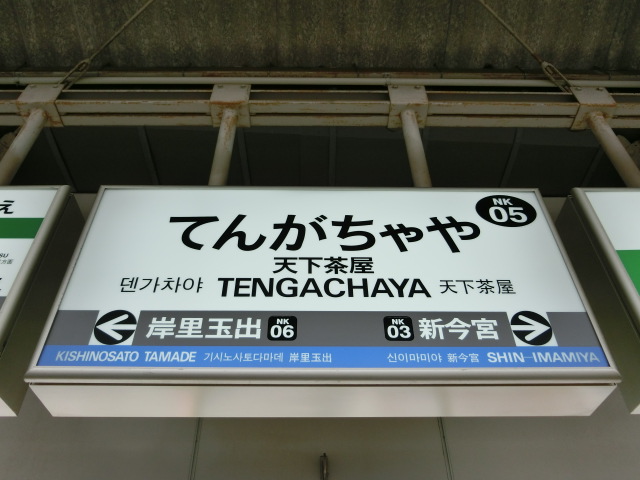 NK
05
てんがちゃや
天下茶屋
덴가차야 TENGACHAYA 天下茶屋
岸里玉出 NK 06 NK 03 新今宮
KISHINOSATO TAMADE 기시노사토다마데 岸里玉出 신이마미야 新今宮 SHIN-IMAMIYA
え